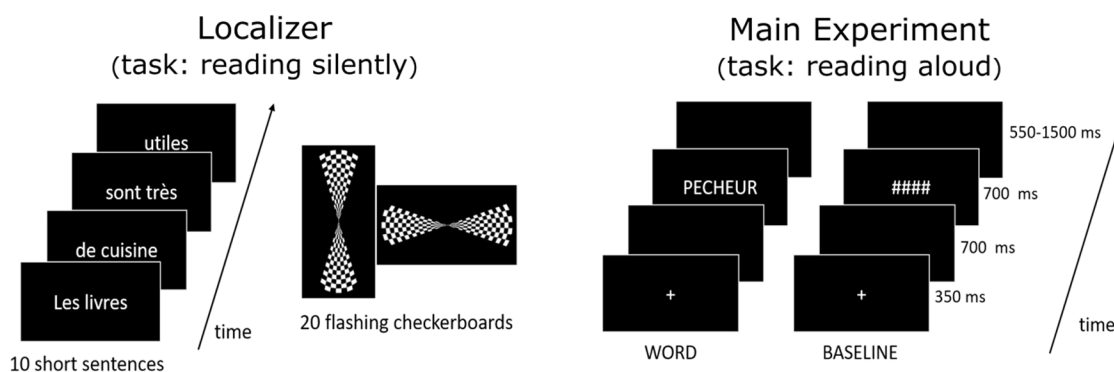 Localizer
(task: reading silently)
utiles
sont très
de cuisine
Les livres
time
10 short sentences
20 flashing checkerboards
Main Experiment
(task: reading aloud)
PECHEUR
+
WORD
####
+
BASELINE
550-1500 ms
700 ms
700 ms
350 ms
time